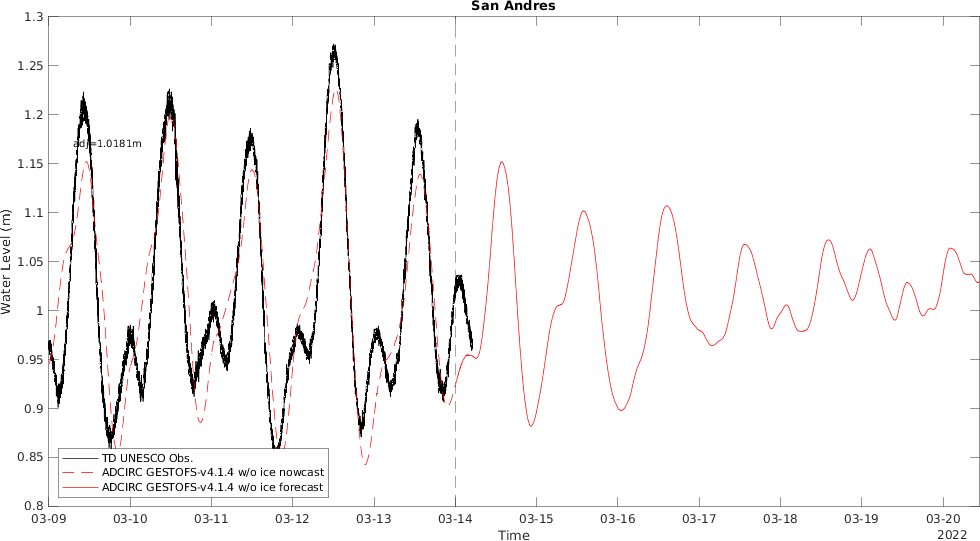 San Andres
1.3
1.25
1.2
1.15
1.1
1.05
1
0.95
0.9
0.85
0.8
Water Level (m)
adj=1.0181m
TD UNESCO Obs.
ADCIRC GESTOFS-v4.1.4 w/o ice nowcast
ADCIRC GESTOFS-v4.1.4 w/o ice forecast
03-09 03-10 03-11 03-12 03-13 03-14 03-15 03-16 03-17 03-18 03-19 03-20
Time
2022